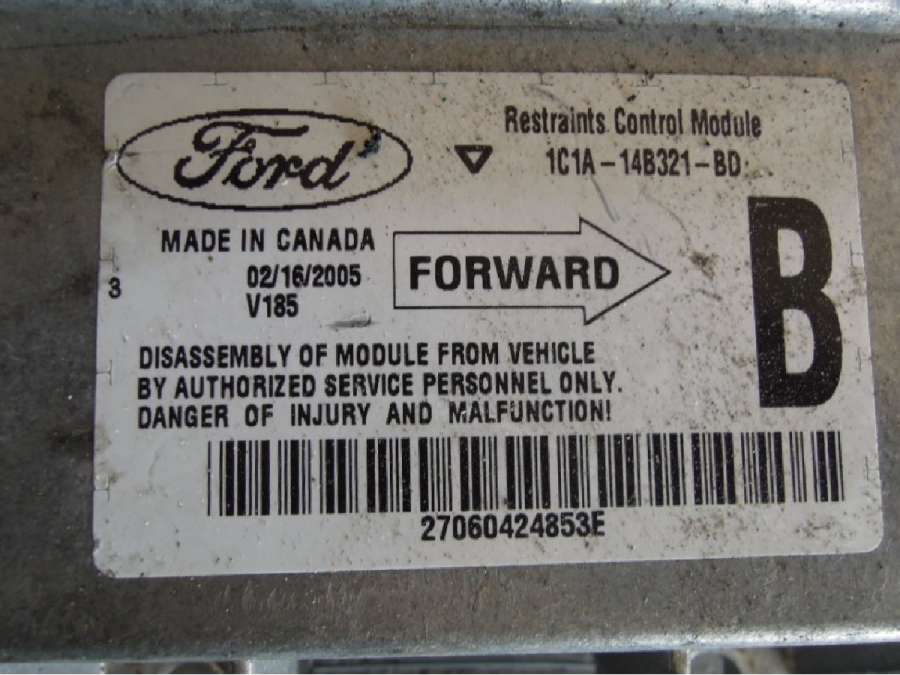 Ford
Restraints Control Module
1C1A-14B321-BD
MADE IN CANADA
02/16/2005
V185
3
FORWARD
B
DISASSEMBLY OF MODULE FROM VEHICLE
BY AUTHORIZED SERVICE PERSONNEL ONLY.
DANGER OF INJURY AND MALFUNCTION!
27060424853E